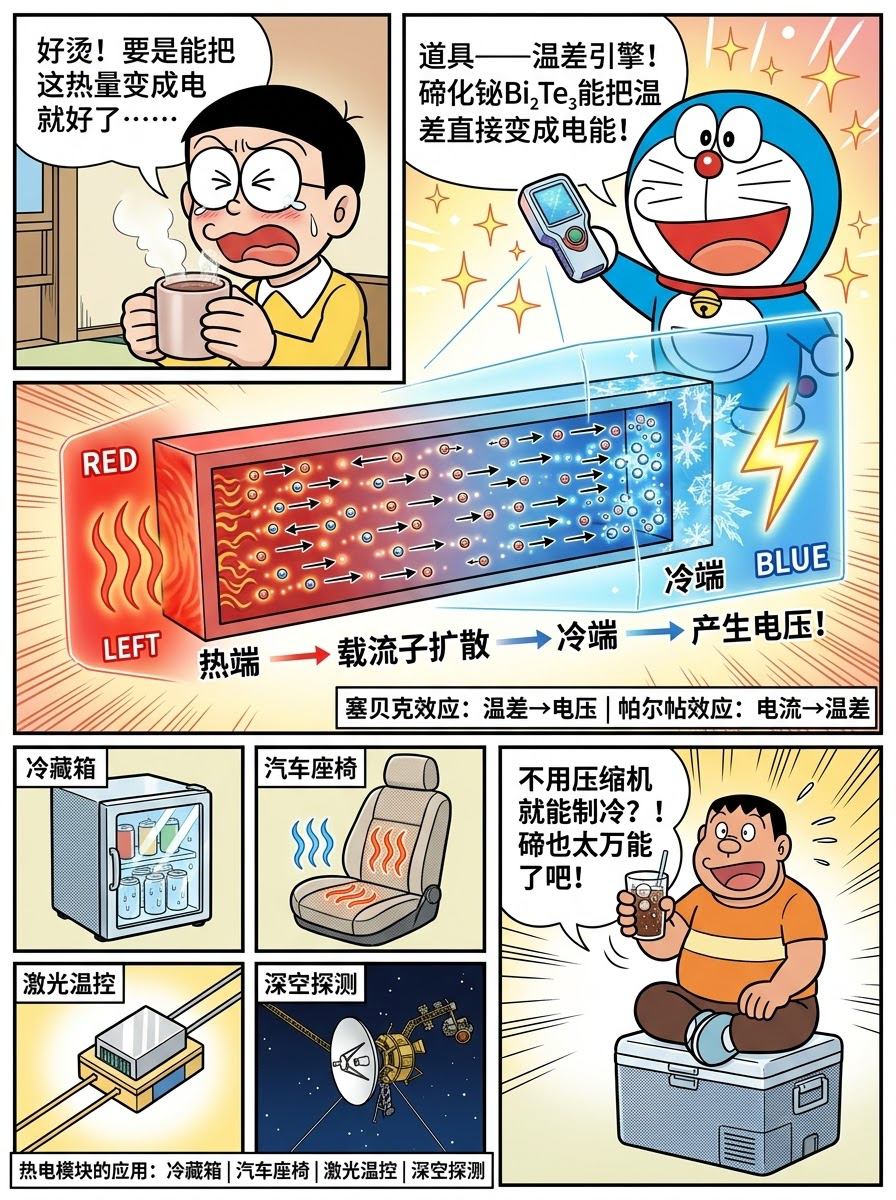 好烫！要是能把
这热量变成电
就好了……
道具——温差引擎！
碲化铋Bi₂Te₃能把温
差直接变成电能！
RED
LEFT
BLUE
冷端
热端 → 载流子扩散 → 冷端 → 产生电压！
塞贝克效应：温差→电压 | 帕尔帖效应：电流→温差
冷藏箱
汽车座椅
不用压缩机
就能制冷？！
碲也太万能
了吧！
激光温控
深空探测
热电模块的应用：冷藏箱 | 汽车座椅 | 激光温控 | 深空探测